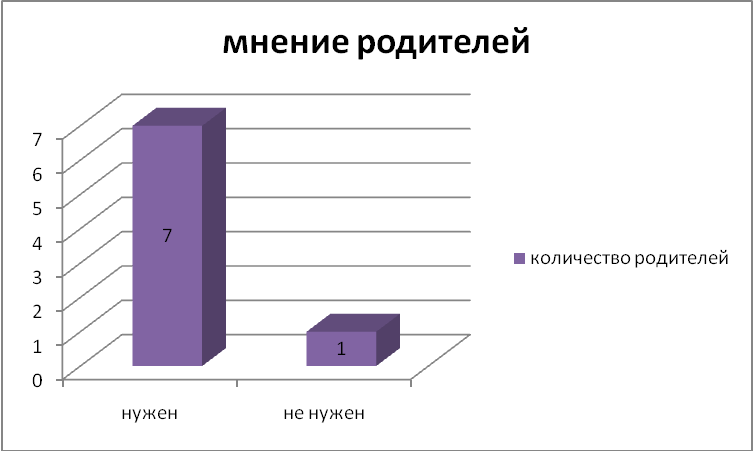 мнение родителей
7
6
5
4
3
2
1
0
7
1
нужен
не нужен
количество родителей